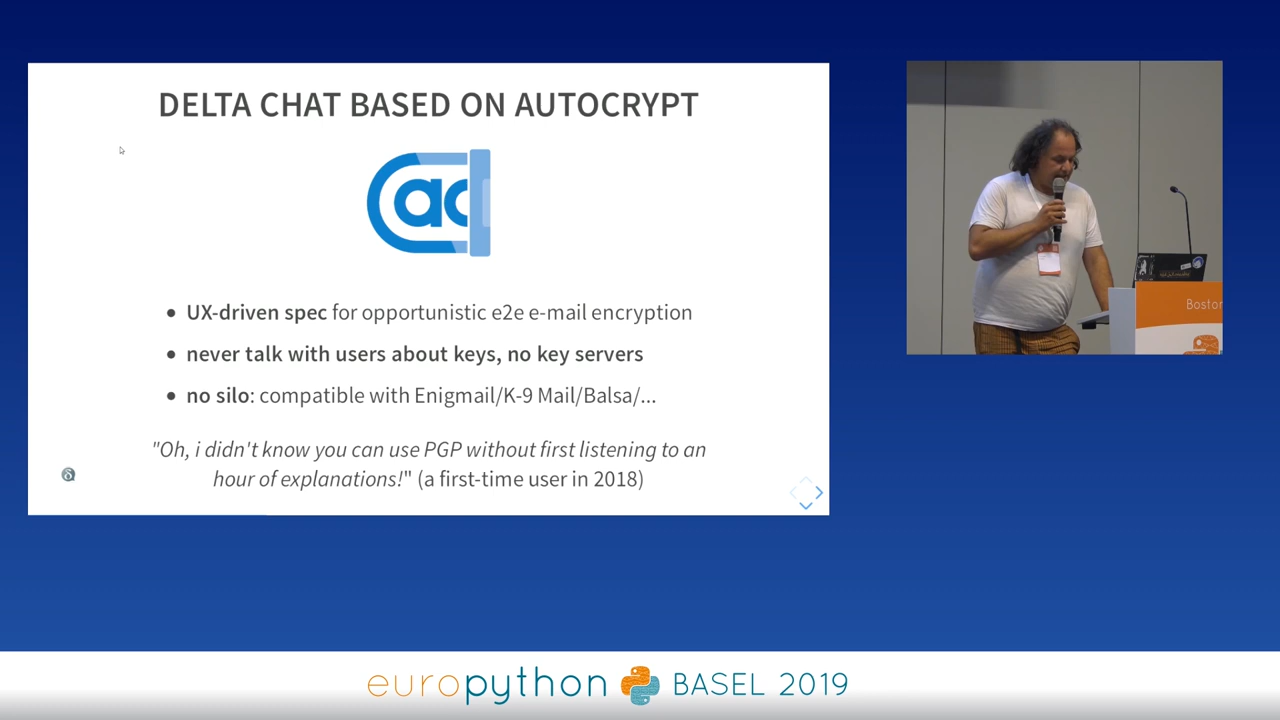 DELTA CHAT BASED ON AUTOCRYPT
ac
UX-driven spec for opportunistic e2e e-mail encryption
never talk with users about keys, no key servers
no silo: compatible with Enigmail/K-9 Mail/Balsa/...
"Oh, i didn't know you can use PGP without first listening to an
hour of explanations!" (a first-time user in 2018)
δ
Boston
europython BASEL 2019